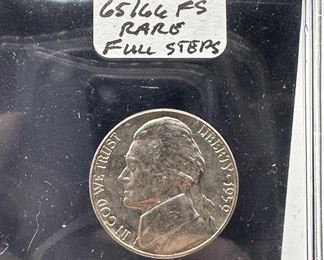 65/66 FS
RARE
FULL STEPS
IN GOD WE TRUST
LIBERTY ★ 1959